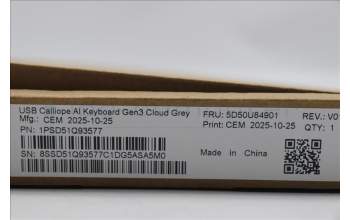 USB Calliope AI Keyboard Gen3 Cloud Grey
Mfg.: CEM 2025-10-25
PN: 1PSD51Q93577
SN: 8SSD51Q93577C1DG5ASA5M0
FRU: 5D50U84901 REV.: V0
Print: CEM 2025-10-25 QTY: 1
Made in China